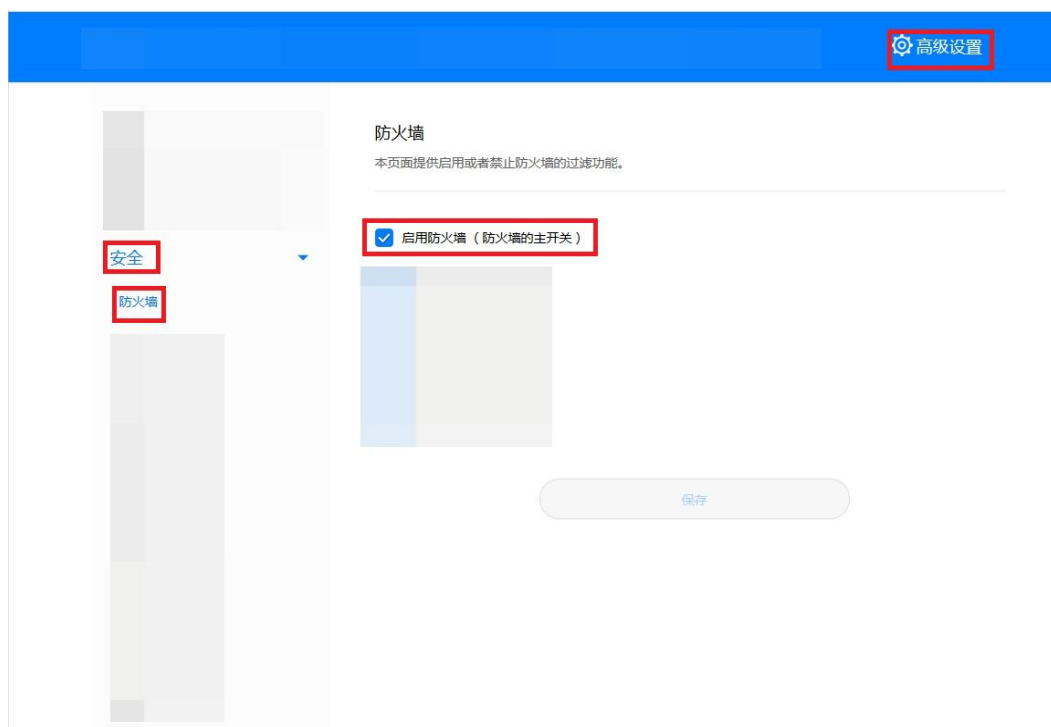 高级设置
防火墙
本页面提供启用或者禁止防火墙的过滤功能。
启用防火墙（防火墙的主开关）
安全
防火墙
保存